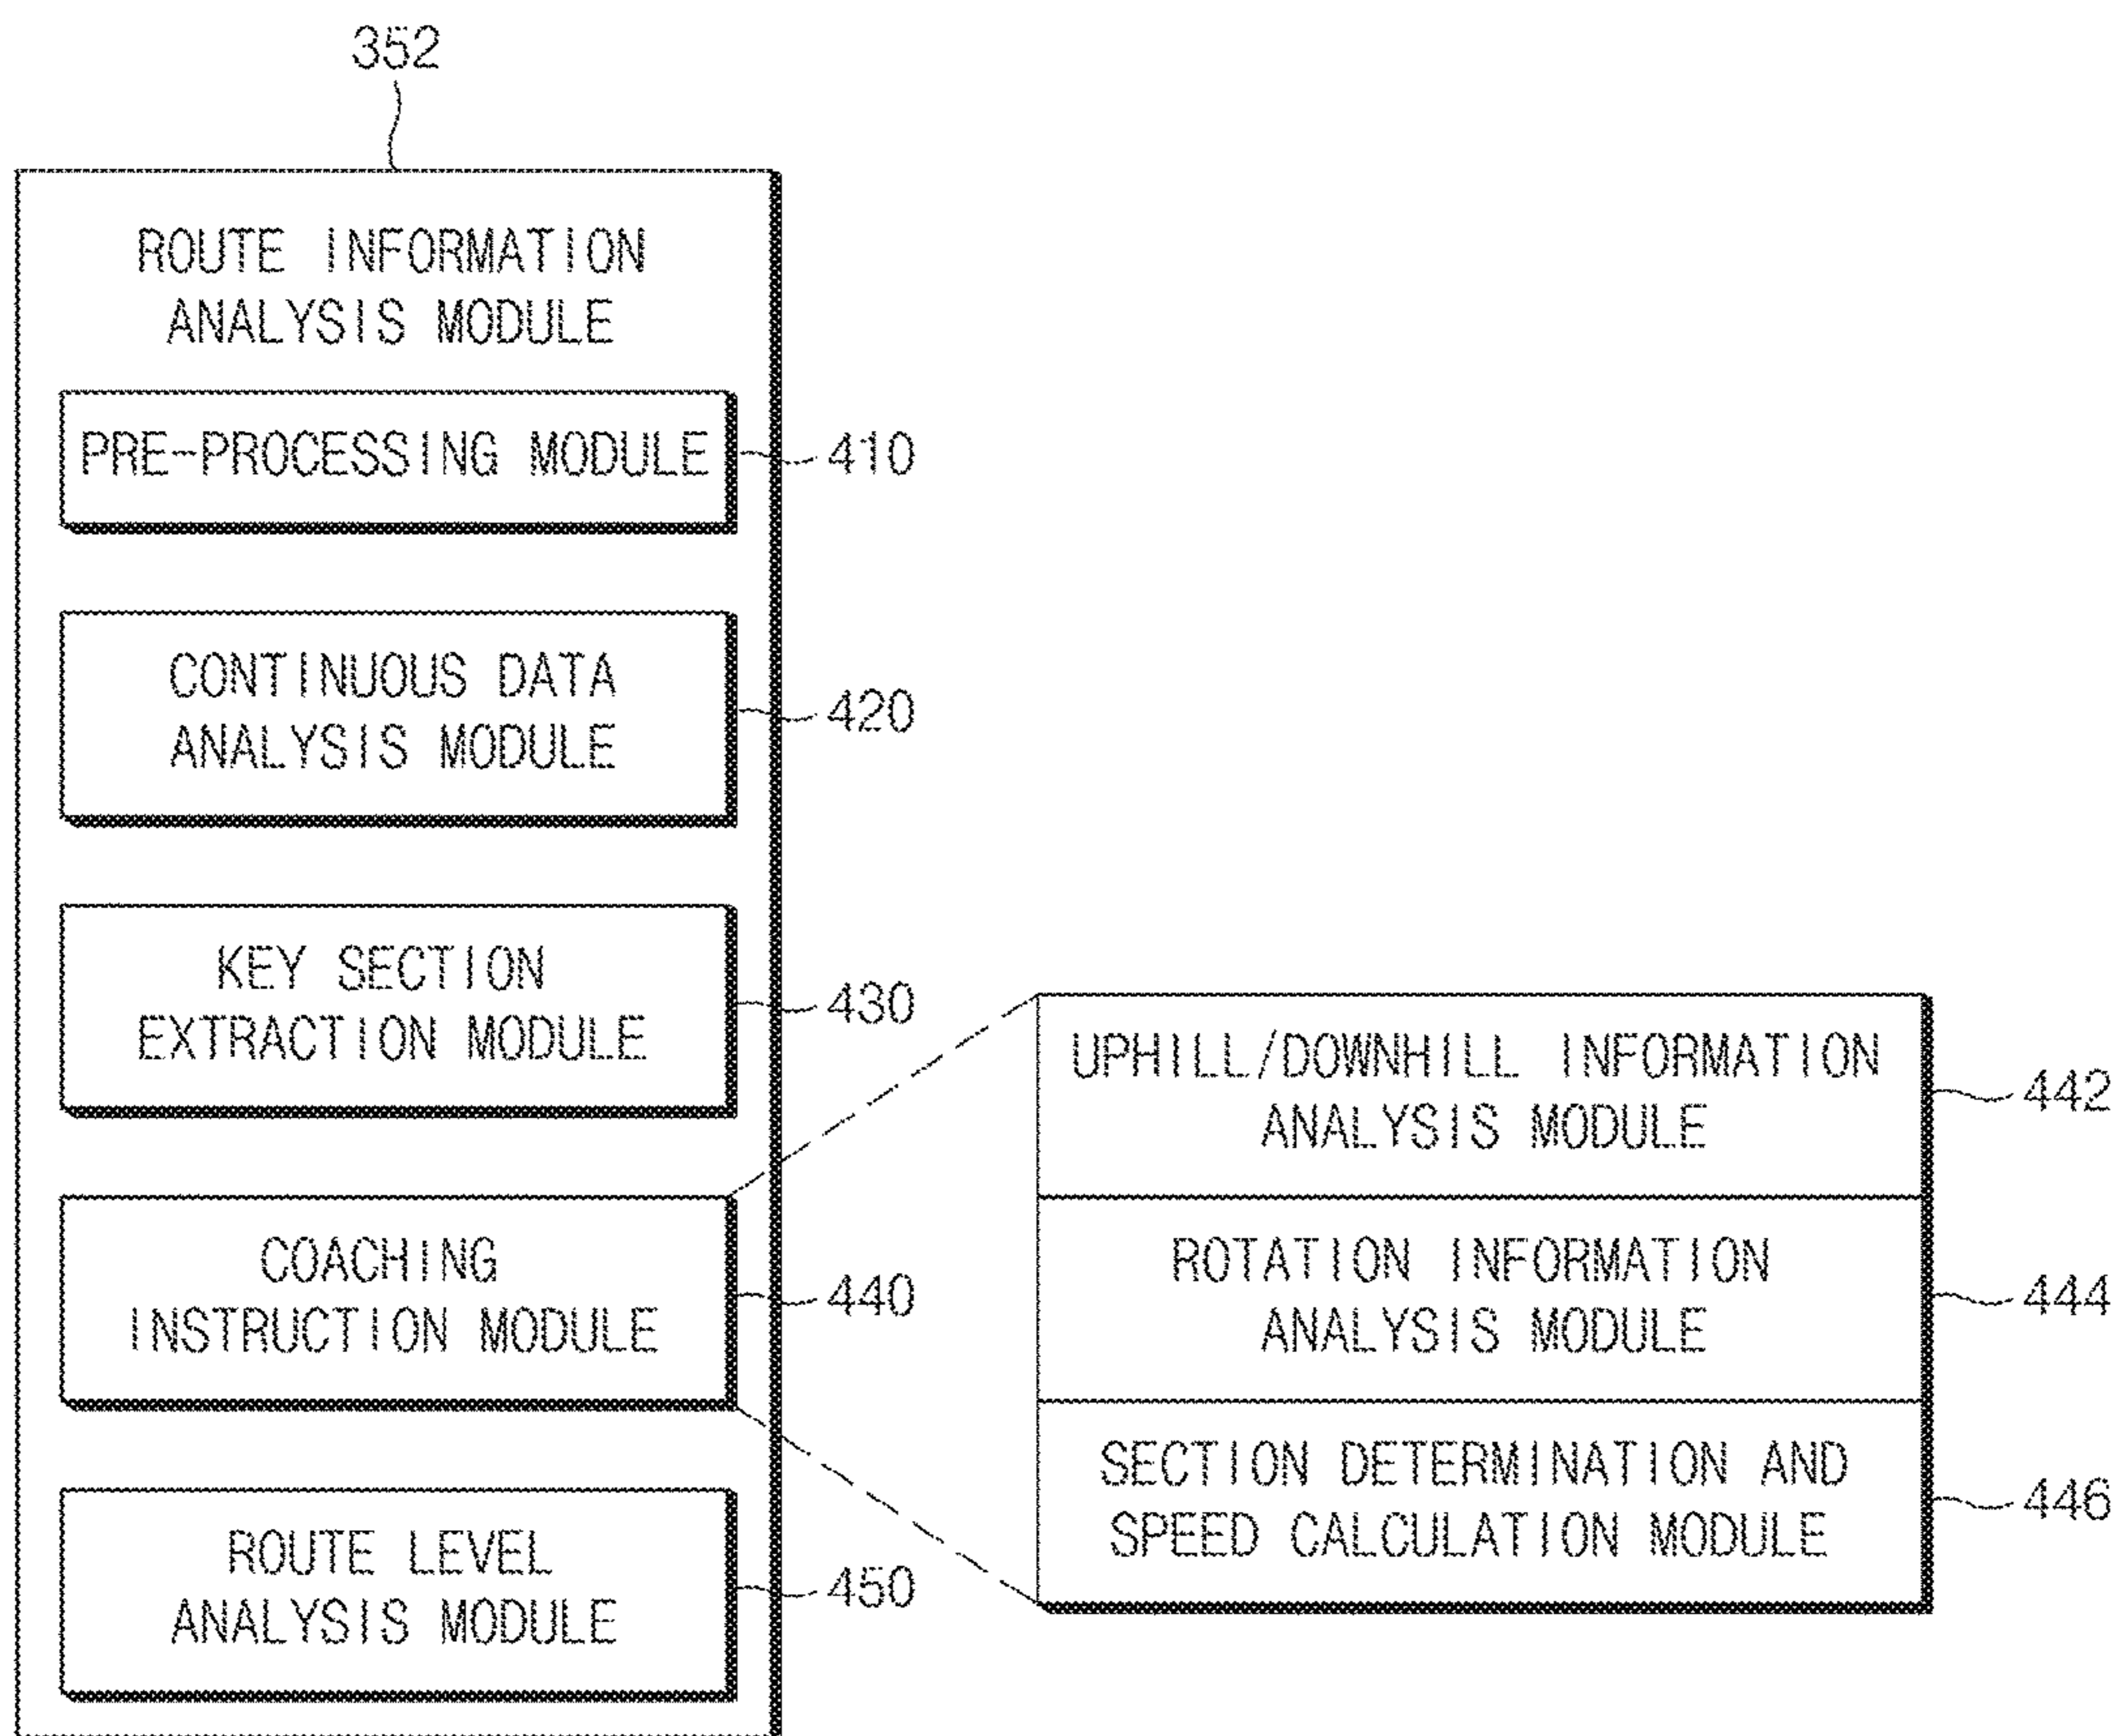 352
ROUTE INFORMATION
ANALYSIS MODULE
PRE-PROCESSING MODULE
410
CONTINUOUS DATA
ANALYSIS MODULE
420
KEY SECTION
EXTRACTION MODULE
430
COACHING
INSTRUCTION MODULE
440
ROUTE LEVEL
ANALYSIS MODULE
450
UPHILL/DOWNHILL INFORMATION
ANALYSIS MODULE
442
ROTATION INFORMATION
ANALYSIS MODULE
444
SECTION DETERMINATION AND
SPEED CALCULATION MODULE
446